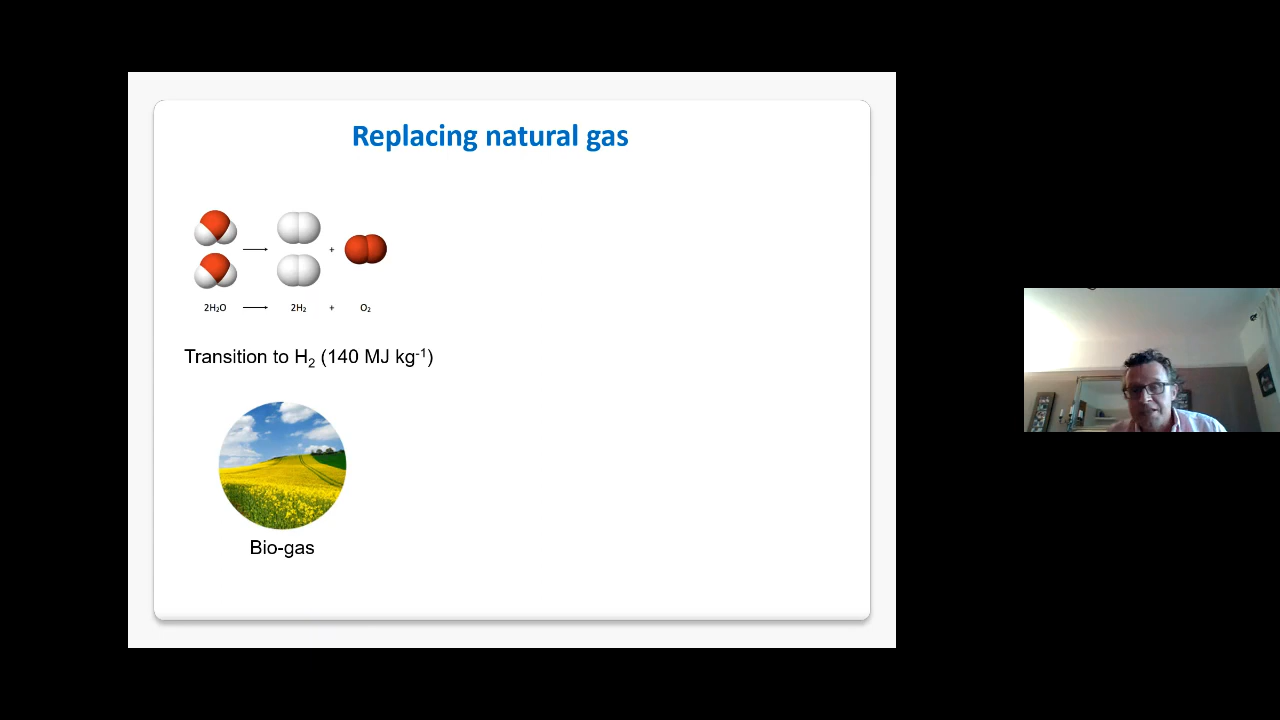 Replacing natural gas
+
2H₂O ⟶ 2H₂ + O₂
Transition to H₂ (140 MJ kg⁻¹)
Bio-gas